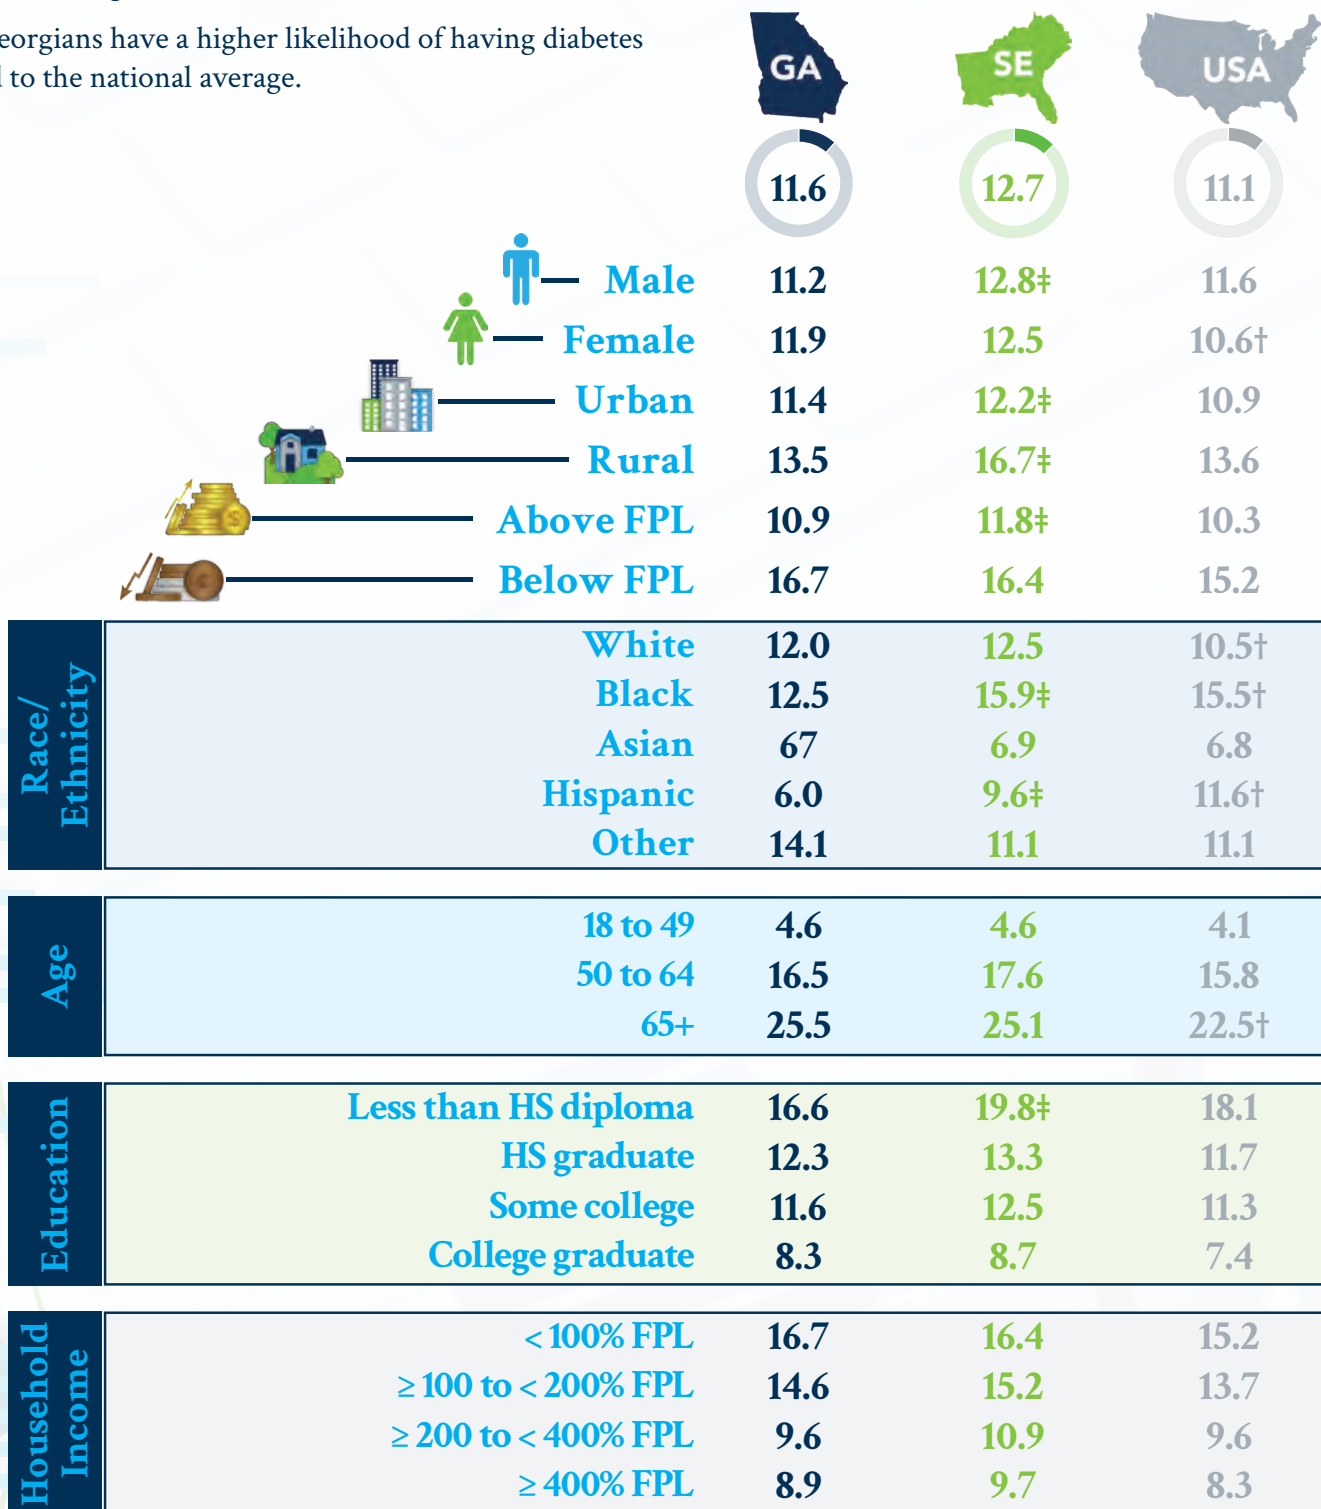 eorgians have a higher likelihood of having diabetes
to the national average.
GA SE USA
11.6 12.7 11.1
Male 11.2 12.8‡ 11.6
Female 11.9 12.5 10.6†
Urban 11.4 12.2‡ 10.9
Rural 13.5 16.7‡ 13.6
Above FPL 10.9 11.8‡ 10.3
Below FPL 16.7 16.4 15.2
Race/
Ethnicity
White 12.0 12.5 10.5†
Black 12.5 15.9‡ 15.5†
Asian 67 6.9 6.8
Hispanic 6.0 9.6‡ 11.6†
Other 14.1 11.1 11.1
Age
18 to 49 4.6 4.6 4.1
50 to 64 16.5 17.6 15.8
65+ 25.5 25.1 22.5†
Education
Less than HS diploma 16.6 19.8‡ 18.1
HS graduate 12.3 13.3 11.7
Some college 11.6 12.5 11.3
College graduate 8.3 8.7 7.4
Household
Income
< 100% FPL 16.7 16.4 15.2
≥ 100 to < 200% FPL 14.6 15.2 13.7
≥ 200 to < 400% FPL 9.6 10.9 9.6
≥ 400% FPL 8.9 9.7 8.3